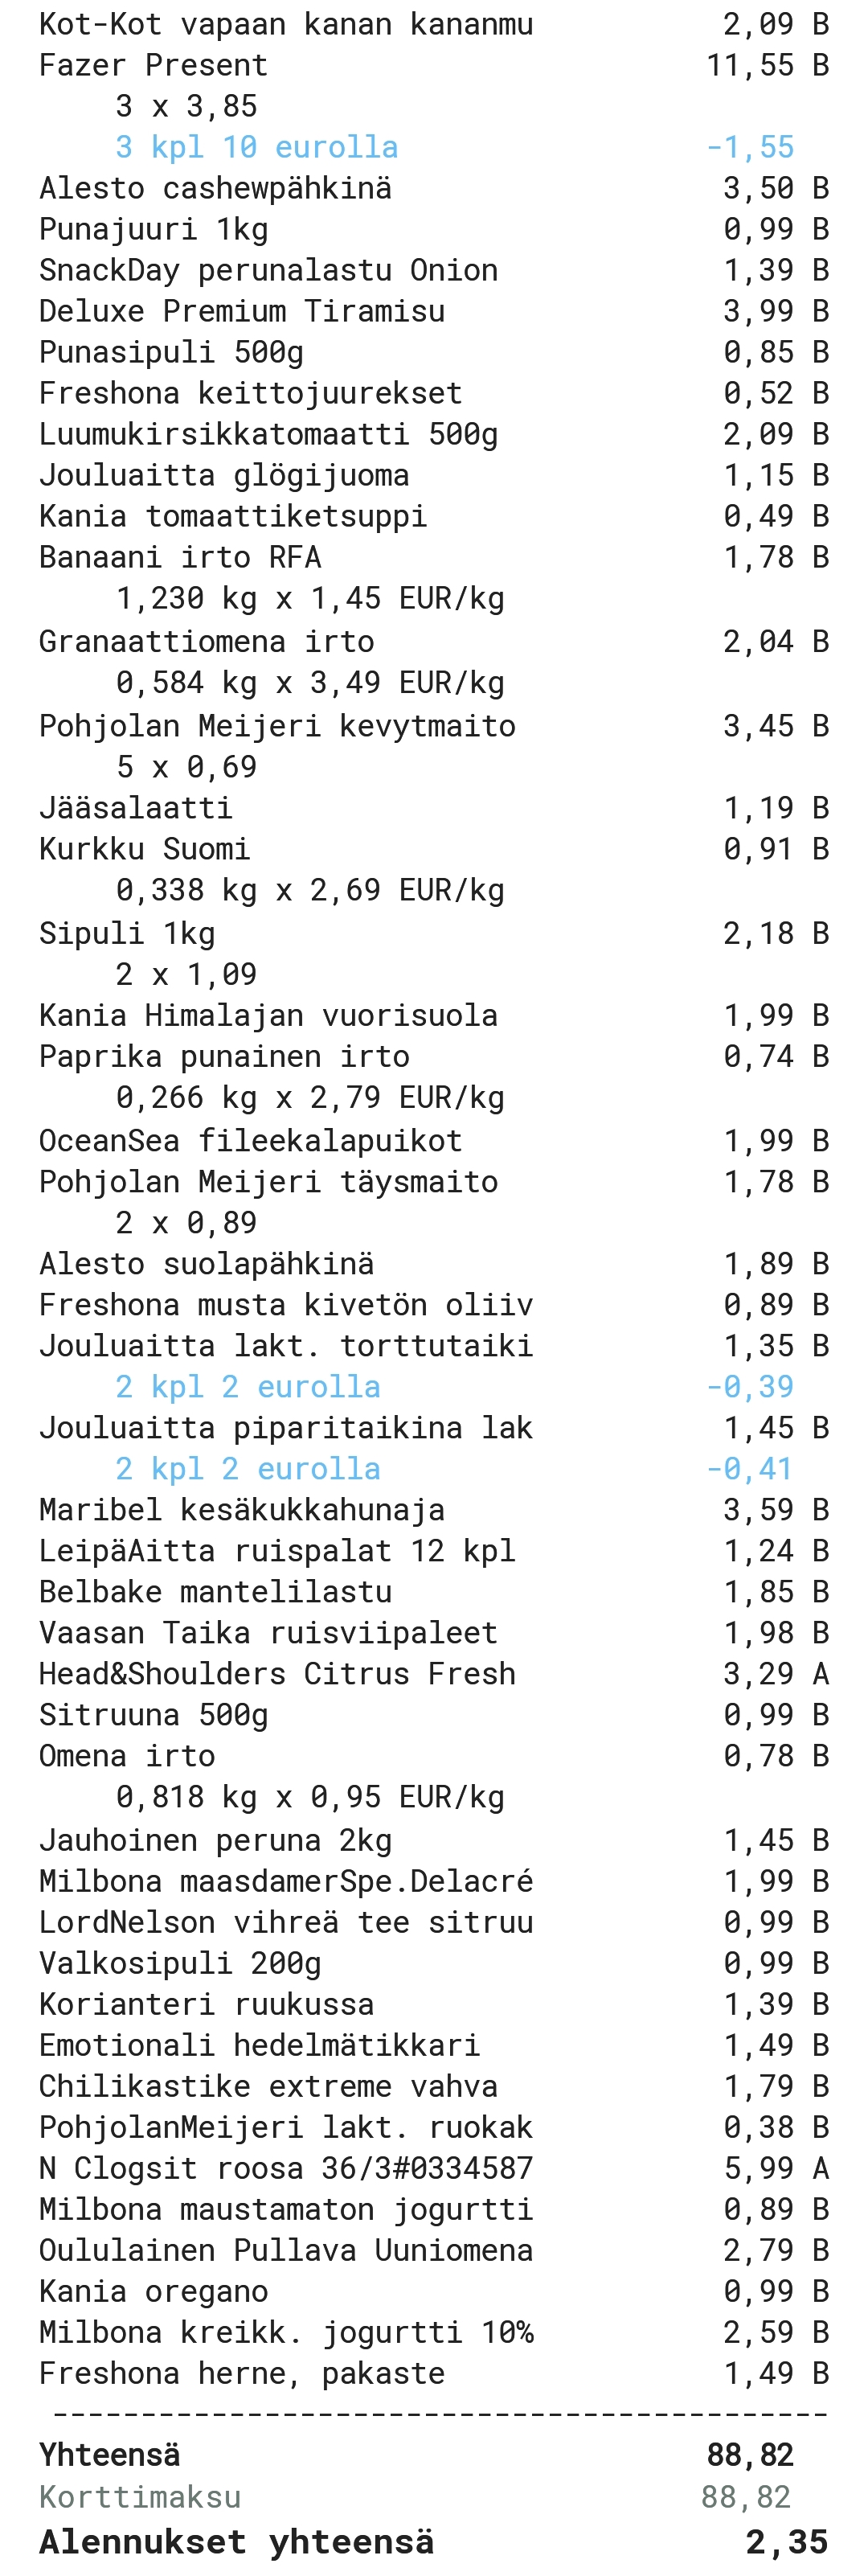 Kot-Kot vapaan kanan kananmu 2,09 B
Fazer Present 11,55 B
3 x 3,85
3 kpl 10 eurolla -1,55
Alesto cashewpähkinä 3,50 B
Punajuuri 1kg 0,99 B
SnackDay perunalastu Onion 1,39 B
Deluxe Premium Tiramisu 3,99 B
Punasipuli 500g 0,85 B
Freshona keittojuurekset 0,52 B
Luumukirsikkatomaatti 500g 2,09 B
Jouluaitta glögijuoma 1,15 B
Kania tomaattiketsuppi 0,49 B
Banaani irto RFA 1,78 B
1,230 kg x 1,45 EUR/kg
Granaattiomena irto 2,04 B
0,584 kg x 3,49 EUR/kg
Pohjolan Meijeri kevytmaito 3,45 B
5 x 0,69
Jääsalaatti 1,19 B
Kurkku Suomi 0,91 B
0,338 kg x 2,69 EUR/kg
Sipuli 1kg 2,18 B
2 x 1,09
Kania Himalajan vuorisuola 1,99 B
Paprika punainen irto 0,74 B
0,266 kg x 2,79 EUR/kg
OceanSea fileekalapuikot 1,99 B
Pohjolan Meijeri täysmaito 1,78 B
2 x 0,89
Alesto suolapähkinä 1,89 B
Freshona musta kivetön oliiv 0,89 B
Jouluaitta lakt. torttutaiki 1,35 B
2 kpl 2 eurolla -0,39
Jouluaitta piparitaikina lak 1,45 B
2 kpl 2 eurolla -0,41
Maribel kesäkukkahunaja 3,59 B
LeipäAitta ruispalat 12 kpl 1,24 B
Belbake mantelilastu 1,85 B
Vaasan Taika ruisviipaleet 1,98 B
Head&Shoulders Citrus Fresh 3,29 A
Sitruuna 500g 0,99 B
Omena irto 0,78 B
0,818 kg x 0,95 EUR/kg
Jauhoinen peruna 2kg 1,45 B
Milbona maasdamerSpe.Delacré 1,99 B
LordNelson vihreä tee sitruu 0,99 B
Valkosipuli 200g 0,99 B
Korianteri ruukussa 1,39 B
Emotionali hedelmätikkari 1,49 B
Chilikastike extreme vahva 1,79 B
PohjolanMeijeri lakt. ruokak 0,38 B
N Clogsit roosa 36/3#0334587 5,99 A
Milbona maustamaton jogurtti 0,89 B
Oululainen Pullava Uuniomena 2,79 B
Kania oregano 0,99 B
Milbona kreikk. jogurtti 10% 2,59 B
Freshona herne, pakaste 1,49 B
--------------------------------------------
Yhteensä 88,82
Korttimaksu 88,82
Alennukset yhteensä 2,35